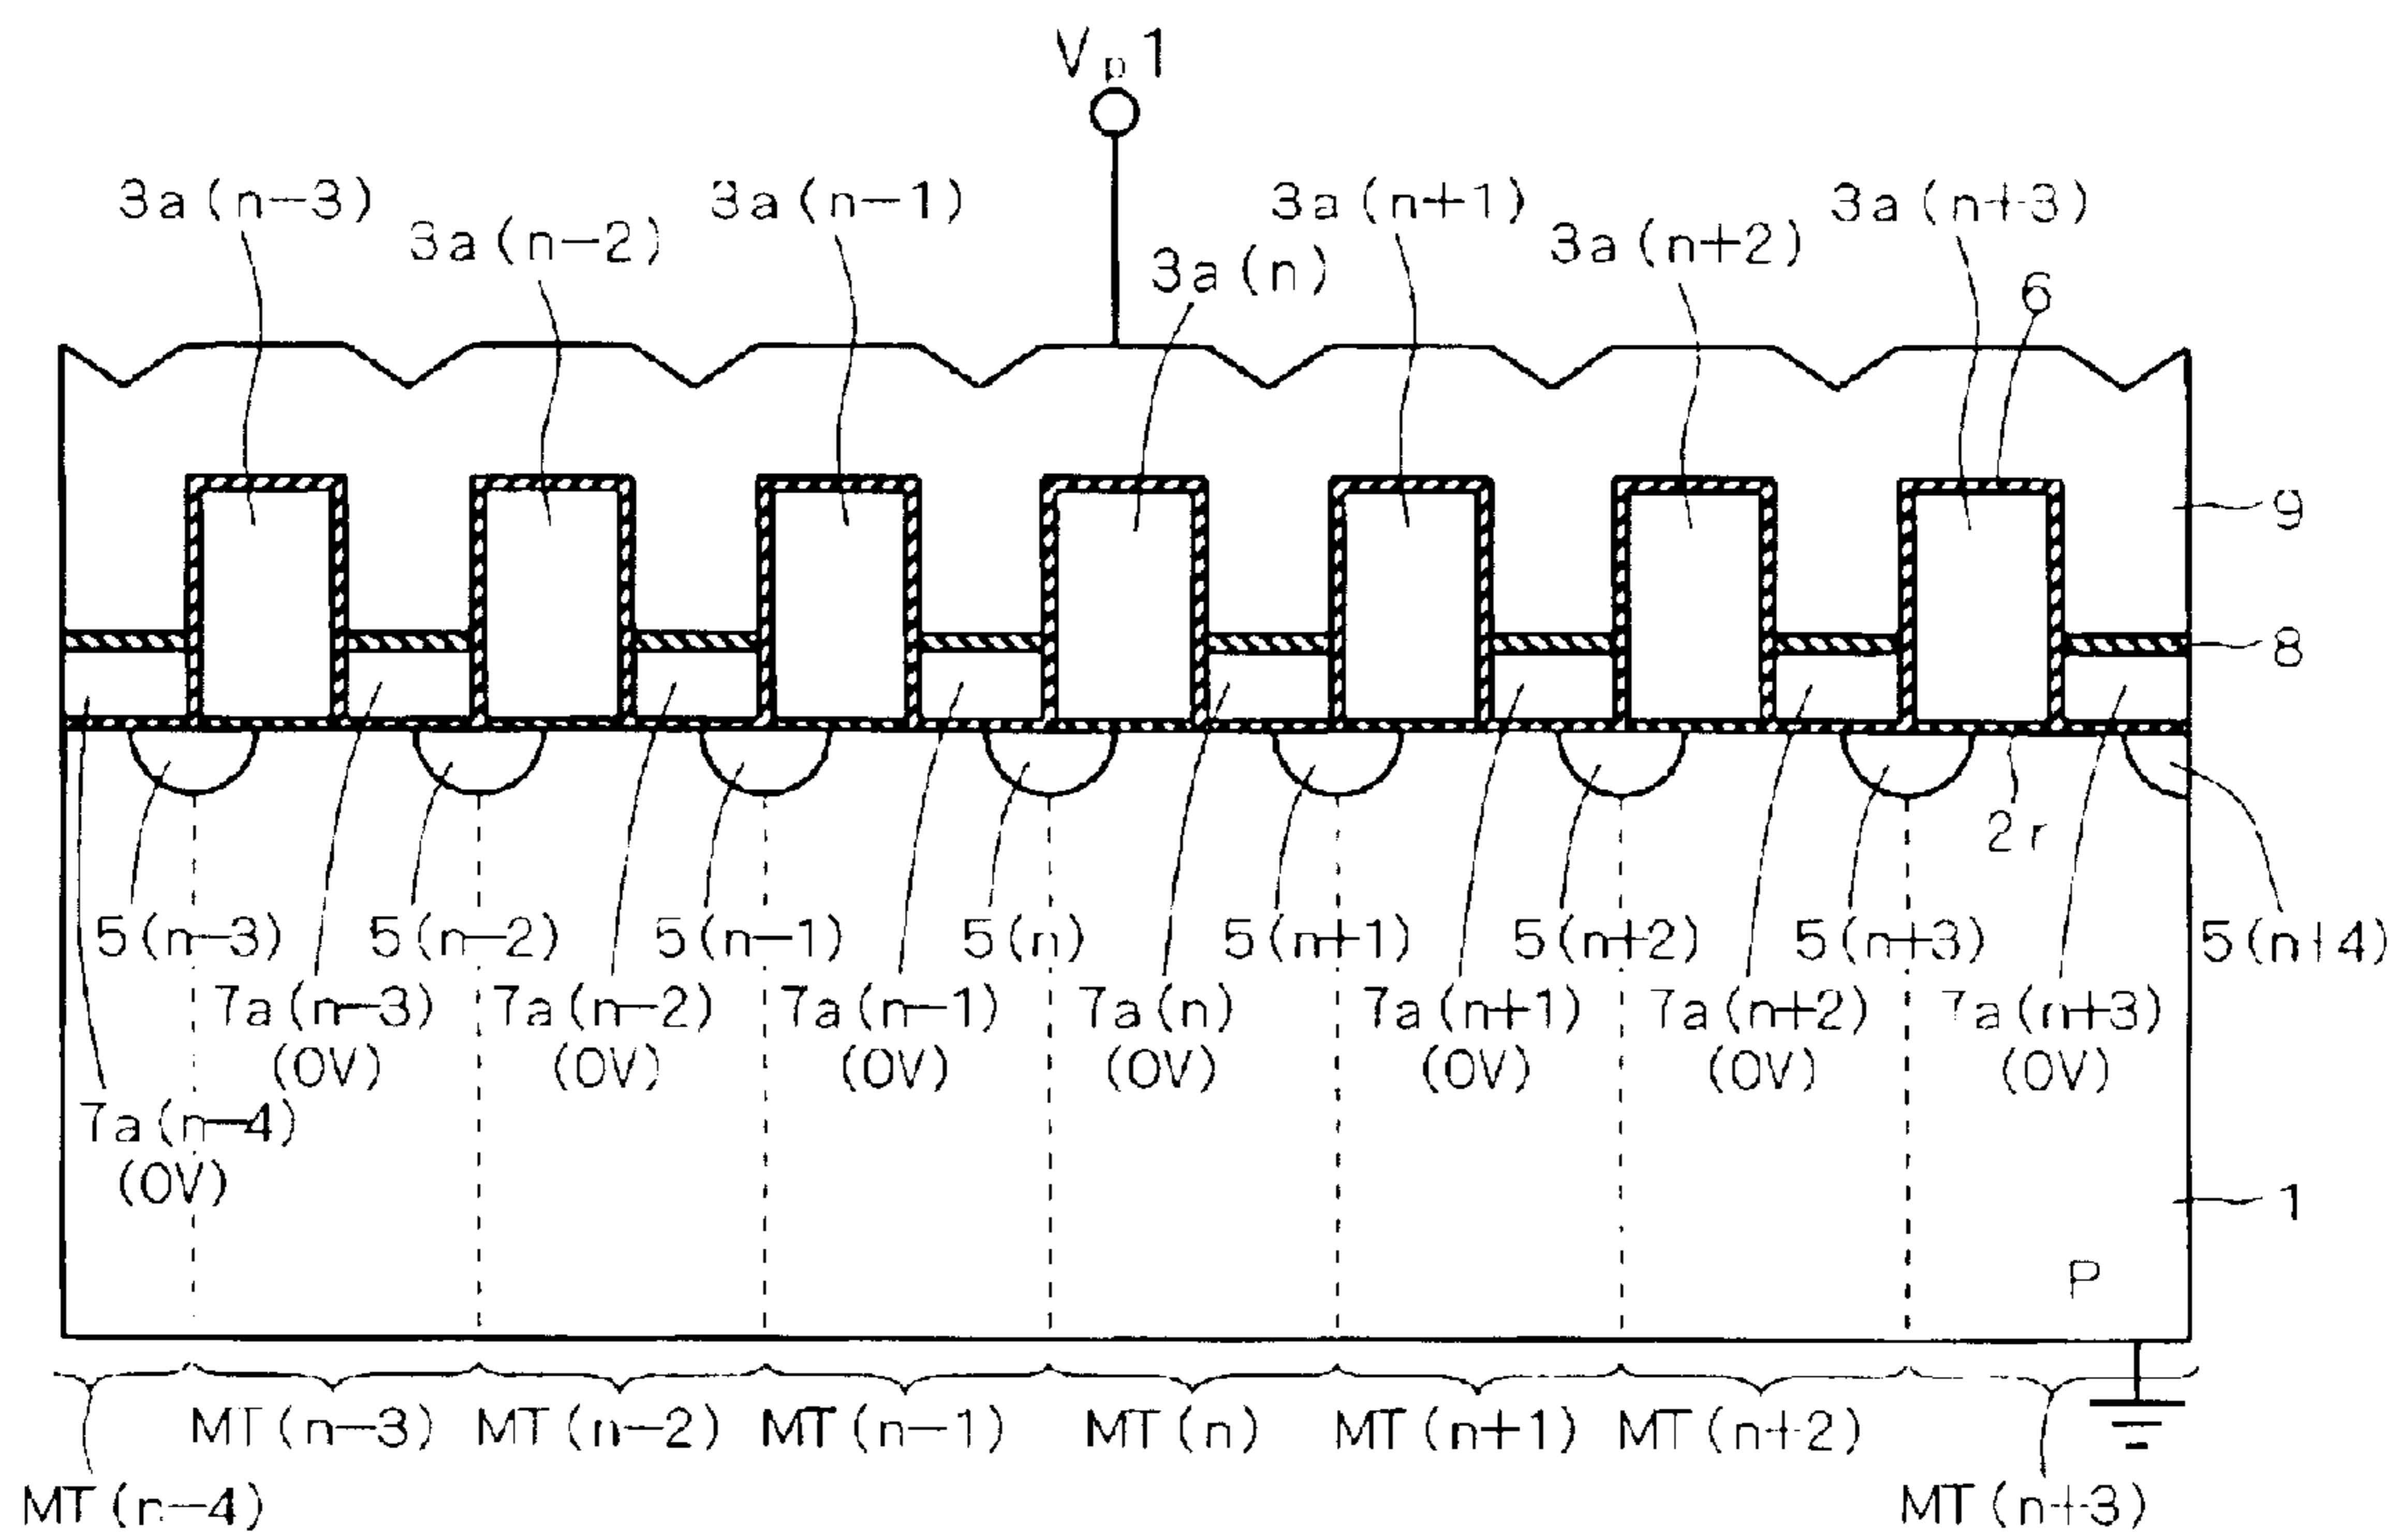 Vp1
3a(n-3)
3a(n-2)
3a(n-1)
3a(n)
3a(n+1)
3a(n+2)
3a(n+3)
6
9
8
2r
5(n-3)
5(n-2)
5(n-1)
5(n)
5(n+1)
5(n+2)
5(n+3)
5(n+4)
7a(n-3)
(0V)
7a(n-2)
(0V)
7a(n-1)
(0V)
7a(n)
(0V)
7a(n+1)
(0V)
7a(n+2)
(0V)
7a(n+3)
(0V)
7a(n-4)
(0V)
1
P
MT(n-3)
MT(n-2)
MT(n-1)
MT(n)
MT(n+1)
MT(n+2)
MT(n-4)
MT(n+3)